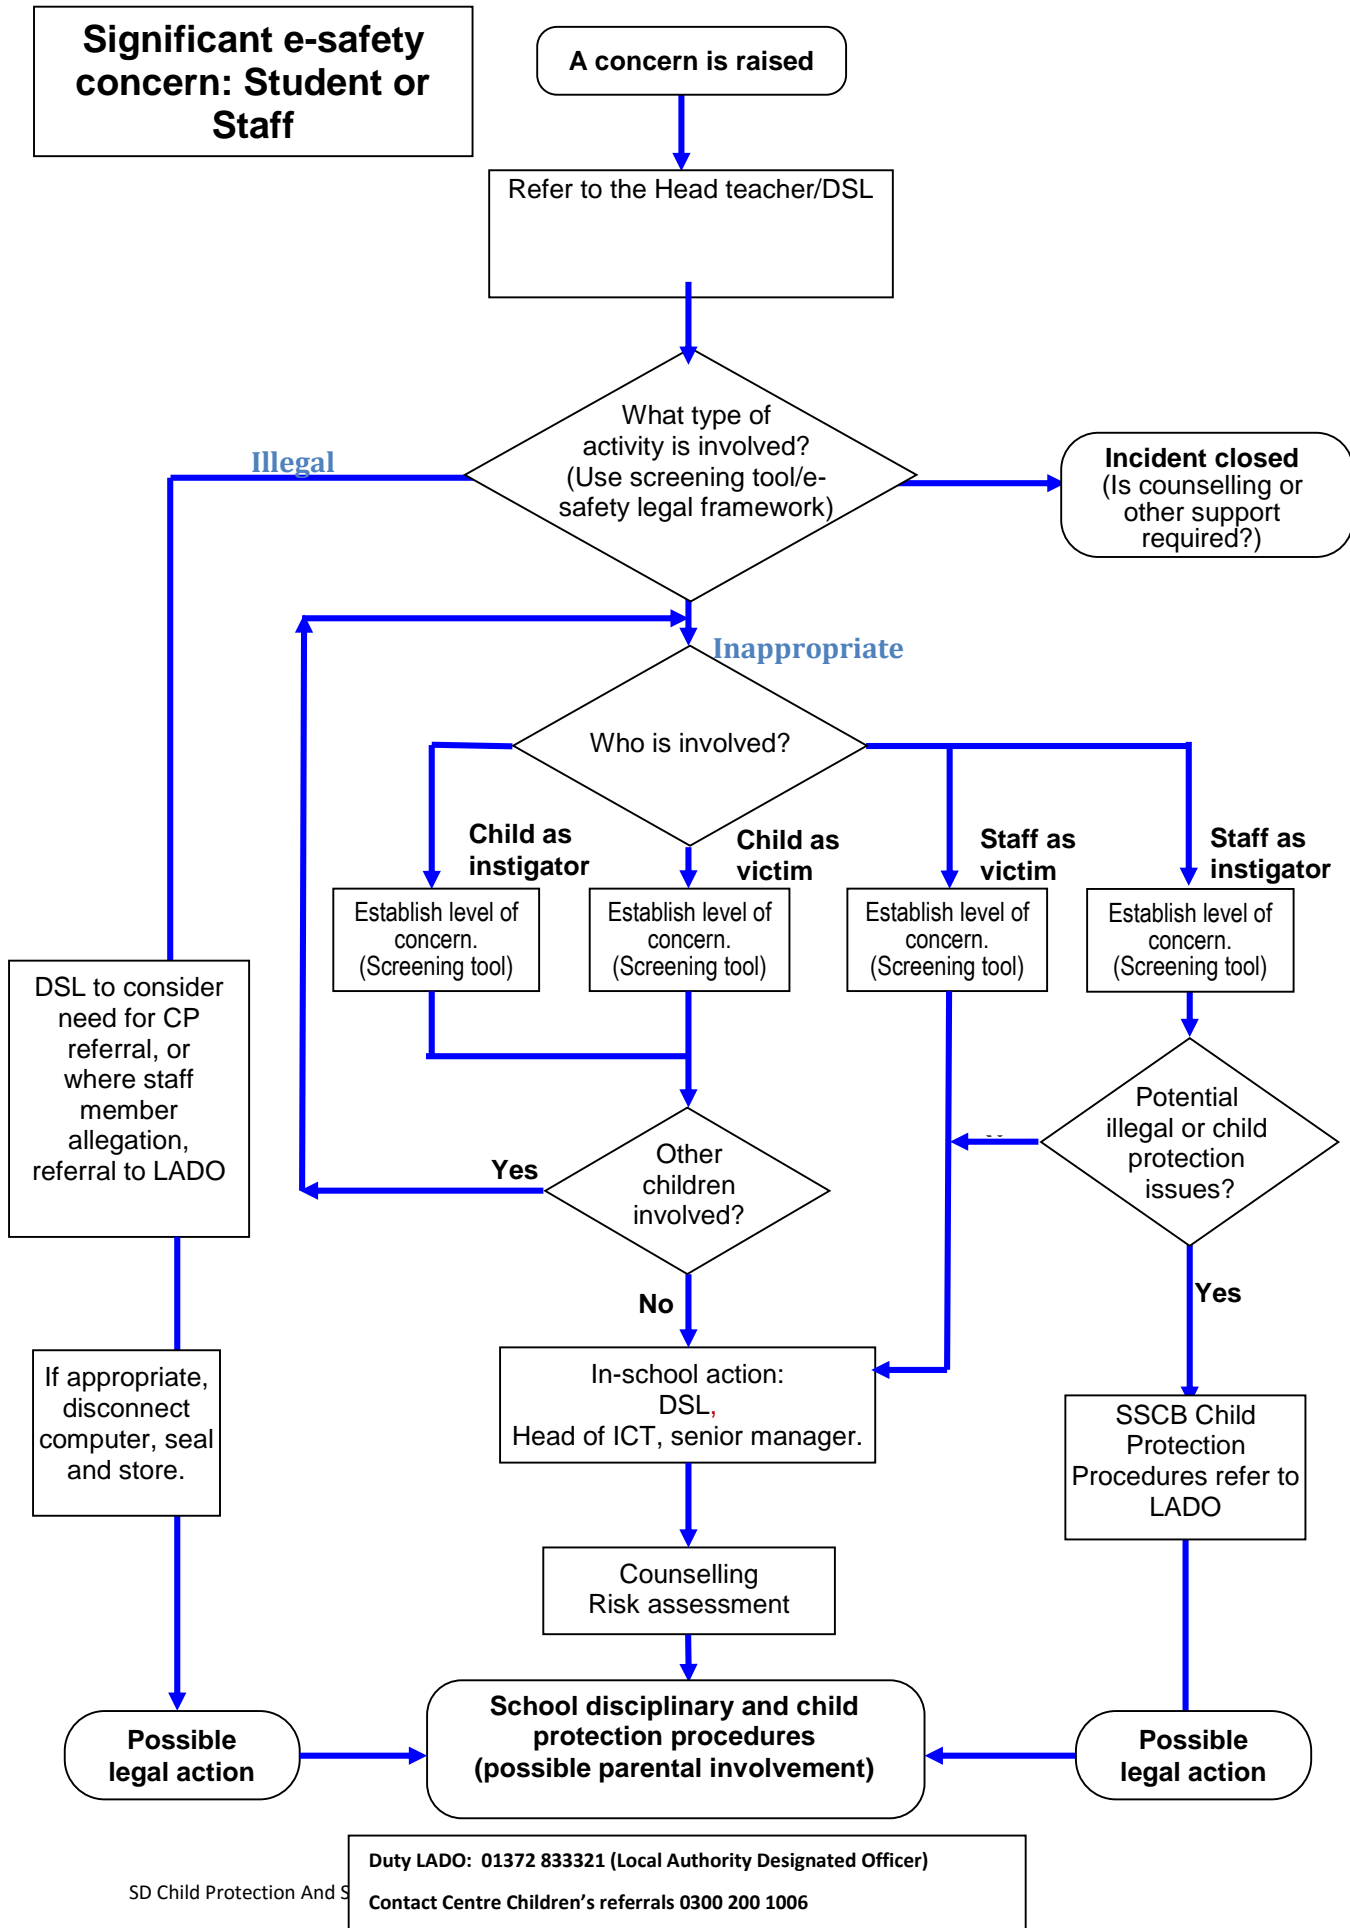 Significant e-safety
concern: Student or
Staff
A concern is raised
Refer to the Head teacher/DSL
What type of
activity is involved?
(Use screening tool/e-
safety legal framework)
Illegal
Incident closed
(Is counselling or
other support
required?)
Inappropriate
Who is involved?
Child as
instigator
Child as
victim
Staff as
victim
Staff as
instigator
Establish level of
concern.
(Screening tool)
Establish level of
concern.
(Screening tool)
Establish level of
concern.
(Screening tool)
Establish level of
concern.
(Screening tool)
DSL to consider
need for CP
referral, or
where staff
member
allegation,
referral to LADO
Other
children
involved?
Yes
Potential
illegal or child
protection
issues?
No
Yes
If appropriate,
disconnect
computer, seal
and store.
In-school action:
DSL,
Head of ICT, senior manager.
SSCB Child
Protection
Procedures refer to
LADO
Counselling
Risk assessment
Possible
legal action
School disciplinary and child
protection procedures
(possible parental involvement)
Possible
legal action
Duty LADO: 01372 833321 (Local Authority Designated Officer)
SD Child Protection And S
Contact Centre Children's referrals 0300 200 1006